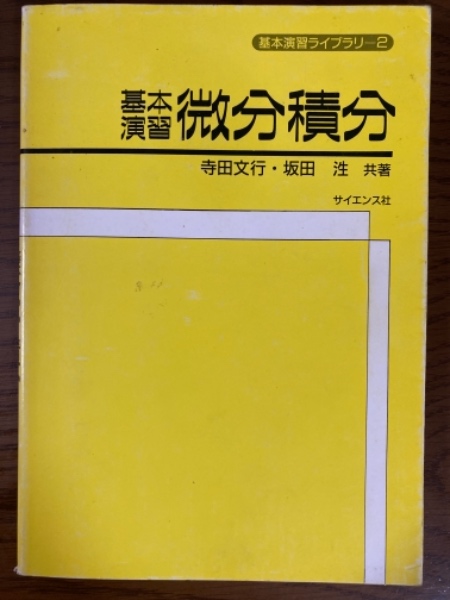 基本演習ライブラリ=2
基本演習 微分積分
寺田文行・坂田 泩 共著
サイエンス社